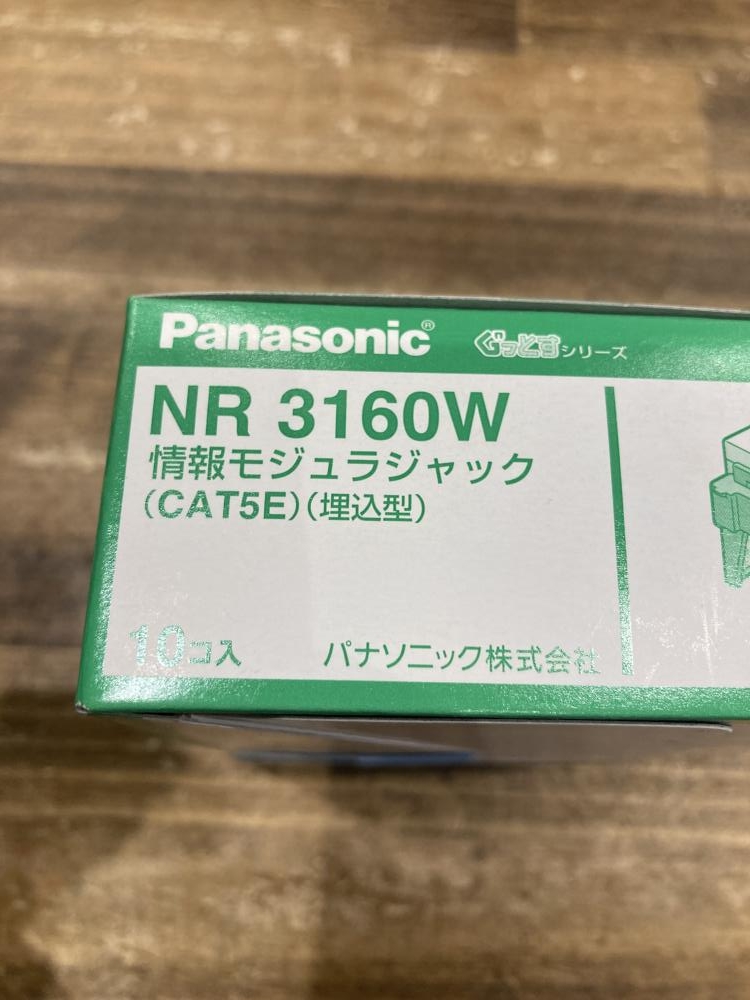 Panasonic® ぐっとすシリーズ
NR 3160W
情報モジュラジャック
(CAT5E)(埋込型)
10コ入 パナソニック株式会社